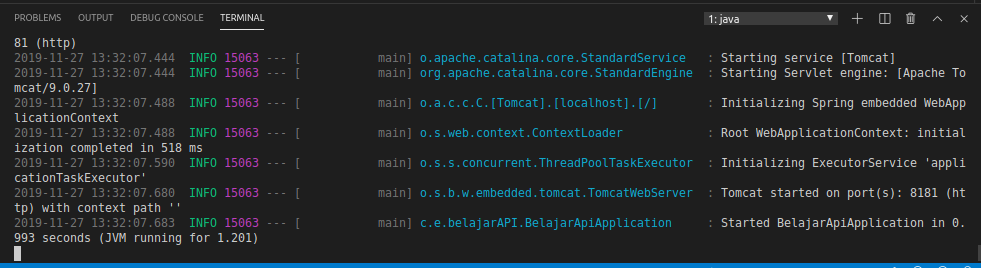 PROBLEMS OUTPUT DEBUG CONSOLE TERMINAL 1: java
81 (http)
2019-11-27 13:32:07.444  INFO 15063 --- [           main] o.apache.catalina.core.StandardService   : Starting service [Tomcat]
2019-11-27 13:32:07.444  INFO 15063 --- [           main] org.apache.catalina.core.StandardEngine  : Starting Servlet engine: [Apache To
mcat/9.0.27]
2019-11-27 13:32:07.488  INFO 15063 --- [           main] o.a.c.c.C.[Tomcat].[localhost].[/]       : Initializing Spring embedded WebApp
licationContext
2019-11-27 13:32:07.488  INFO 15063 --- [           main] o.s.web.context.ContextLoader            : Root WebApplicationContext: initial
ization completed in 518 ms
2019-11-27 13:32:07.590  INFO 15063 --- [           main] o.s.s.concurrent.ThreadPoolTaskExecutor  : Initializing ExecutorService 'appli
cationTaskExecutor'
2019-11-27 13:32:07.680  INFO 15063 --- [           main] o.s.b.w.embedded.tomcat.TomcatWebServer  : Tomcat started on port(s): 8181 (ht
tp) with context path ''
2019-11-27 13:32:07.683  INFO 15063 --- [           main] c.e.belajarAPI.BelajarApiApplication     : Started BelajarApiApplication in 0.
993 seconds (JVM running for 1.201)